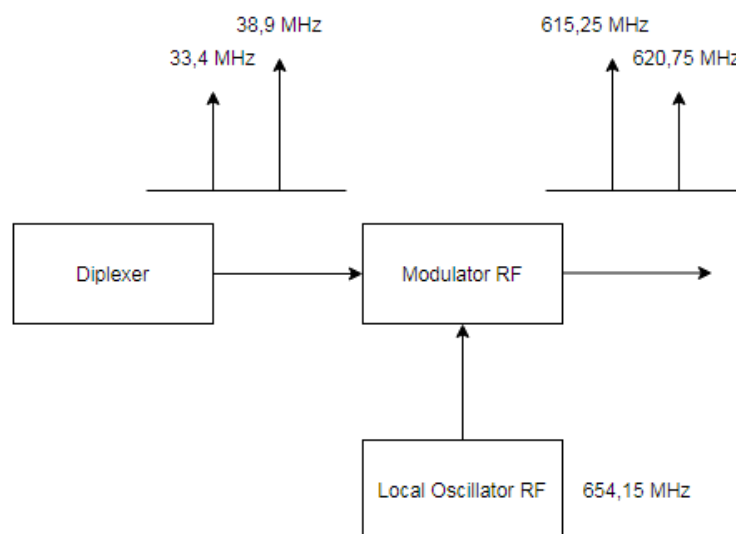 38,9 MHz
615,25 MHz
33,4 MHz
620,75 MHz
Diplexer
Modulator RF
Local Oscillator RF
654,15 MHz